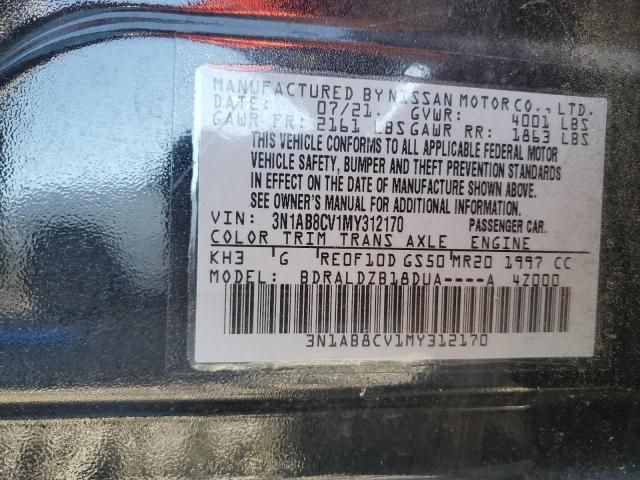 MANUFACTURED BY NISSAN MOTOR CO., LTD.
DATE: 07/21 GVWR: 4001 LBS
GAWR FR: 2161 LBS GAWR RR: 1863 LBS
THIS VEHICLE CONFORMS TO ALL APPLICABLE FEDERAL MOTOR
VEHICLE SAFETY, BUMPER AND THEFT PREVENTION STANDARDS
IN EFFECT ON THE DATE OF MANUFACTURE SHOWN ABOVE.
SEE OWNER'S MANUAL FOR ADDITIONAL INFORMATION.
VIN: 3N1AB8CV1MY312170 PASSENGER CAR.
COLOR TRIM TRANS AXLE ENGINE
KH3 G RE0F10D GS50 MR20 1997 CC
MODEL: BDRALDZB18DUA----A 4Z000
3N1AB8CV1MY312170